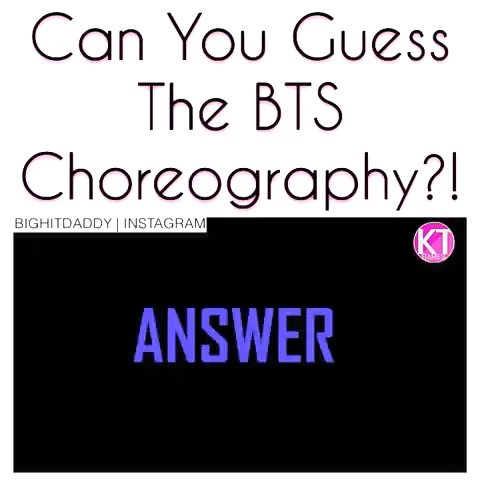 Can You Guess
The BTS
Choreography?!
BIGHITDADDY | INSTAGRAM
KT
ANSWER